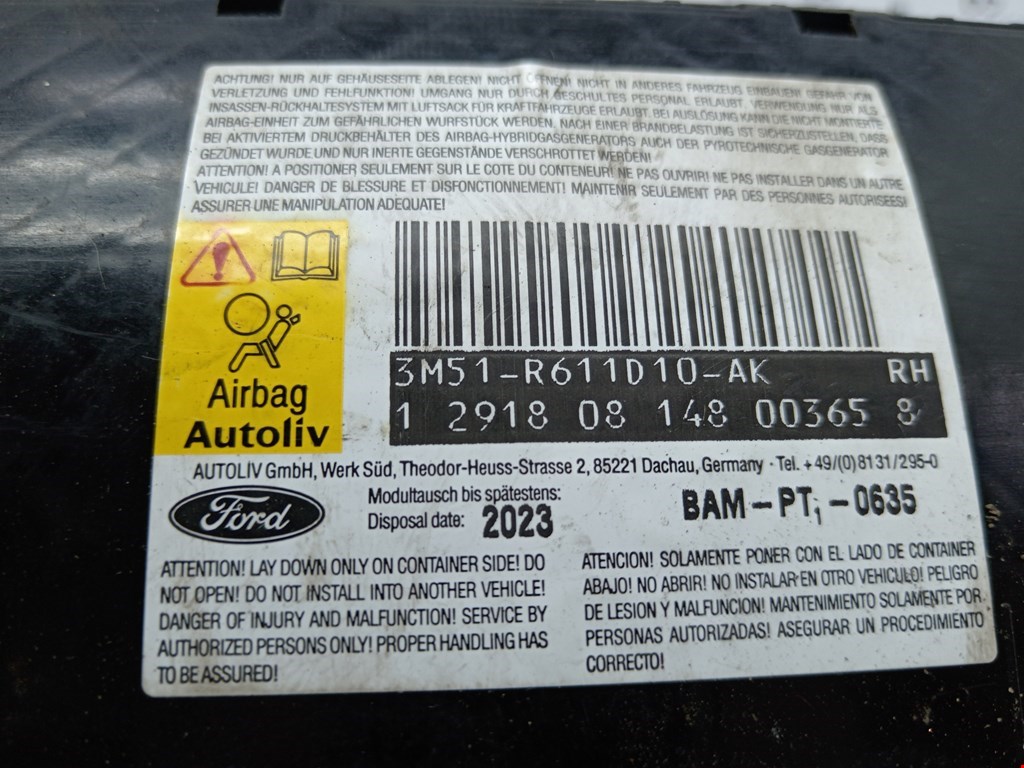 ACHTUNG! NUR AUF GEHÄUSESEITE ABLEGEN! NICHT ÖFFNEN! NICHT IN ANDERES FAHRZEUG EINBAUEN! GEFAHR VON
VERLETZUNG UND FEHLFUNKTION! UMGANG NUR DURCH GESCHULTES PERSONAL ERLAUBT. VERWENDUNG NUR ALS
INSASSEN-RÜCKHALTESYSTEM MIT LUFTSACK FÜR KRAFTFAHRZEUGE ERLAUBT. BEI AUSLÖSUNG KANN DIE NICHT MONTIERTE
AIRBAG-EINHEIT ZUM GEFÄHRLICHEN WURFSTÜCK WERDEN. NACH EINER BRANDBELASTUNG IST SICHERZUSTELLEN, DASS
BEI AKTIVIERTEM DRUCKBEHÄLTER DES AIRBAG-HYBRIDGASGENERATORS AUCH DER PYROTECHNISCHE GASGENERATOR
GEZÜNDET WURDE UND NUR INERTE GEGENSTÄNDE VERSCHROTTET WERDEN!
ATTENTION! A POSITIONER SEULEMENT SUR LE COTE DU CONTENEUR! NE PAS OUVRIR! NE PAS INSTALLER DANS UN AUTRE
VEHICULE! DANGER DE BLESSURE ET DISFONCTIONNEMENT! MAINTENIR SEULEMENT PAR DES PERSONNES AUTORISEES!
ASSURER UNE MANIPULATION ADEQUATE!
Airbag
Autoliv
3M51-R611D10-AK RH
1 2918 08 148 00365 8
AUTOLIV GmbH, Werk Süd, Theodor-Heuss-Strasse 2, 85221 Dachau, Germany · Tel. +49/(0)8131/295-0
Ford
Modultausch bis spätestens:
Disposal date: 2023
BAM-PT1-0635
ATTENTION! LAY DOWN ONLY ON CONTAINER SIDE! DO
NOT OPEN! DO NOT INSTALL INTO ANOTHER VEHICLE!
DANGER OF INJURY AND MALFUNCTION! SERVICE BY
AUTHORIZED PERSONS ONLY! PROPER HANDLING HAS
TO BE ASSURED!
ATENCION! SOLAMENTE PONER CON EL LADO DE CONTAINER
ABAJO! NO ABRIR! NO INSTALAR EN OTRO VEHICULO! PELIGRO
DE LESION Y MALFUNCION! MANTENIMIENTO SOLAMENTE POR
PERSONAS AUTORIZADAS! ASEGURAR UN PROCEDIMIENTO
CORRECTO!